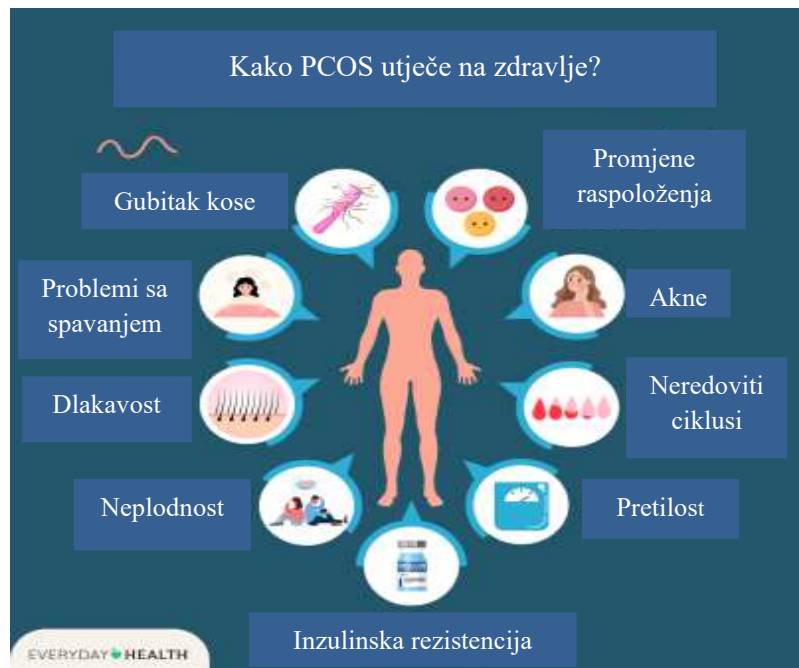 Kako PCOS utječe na zdravlje?
Gubitak kose
Promjene
raspoloženja
Problemi sa
spavanjem
Akne
Dlakavost
Neredoviti
ciklusi
Neplodnost
Pretilost
Inzulinska rezistencija
EVERYDAY HEALTH